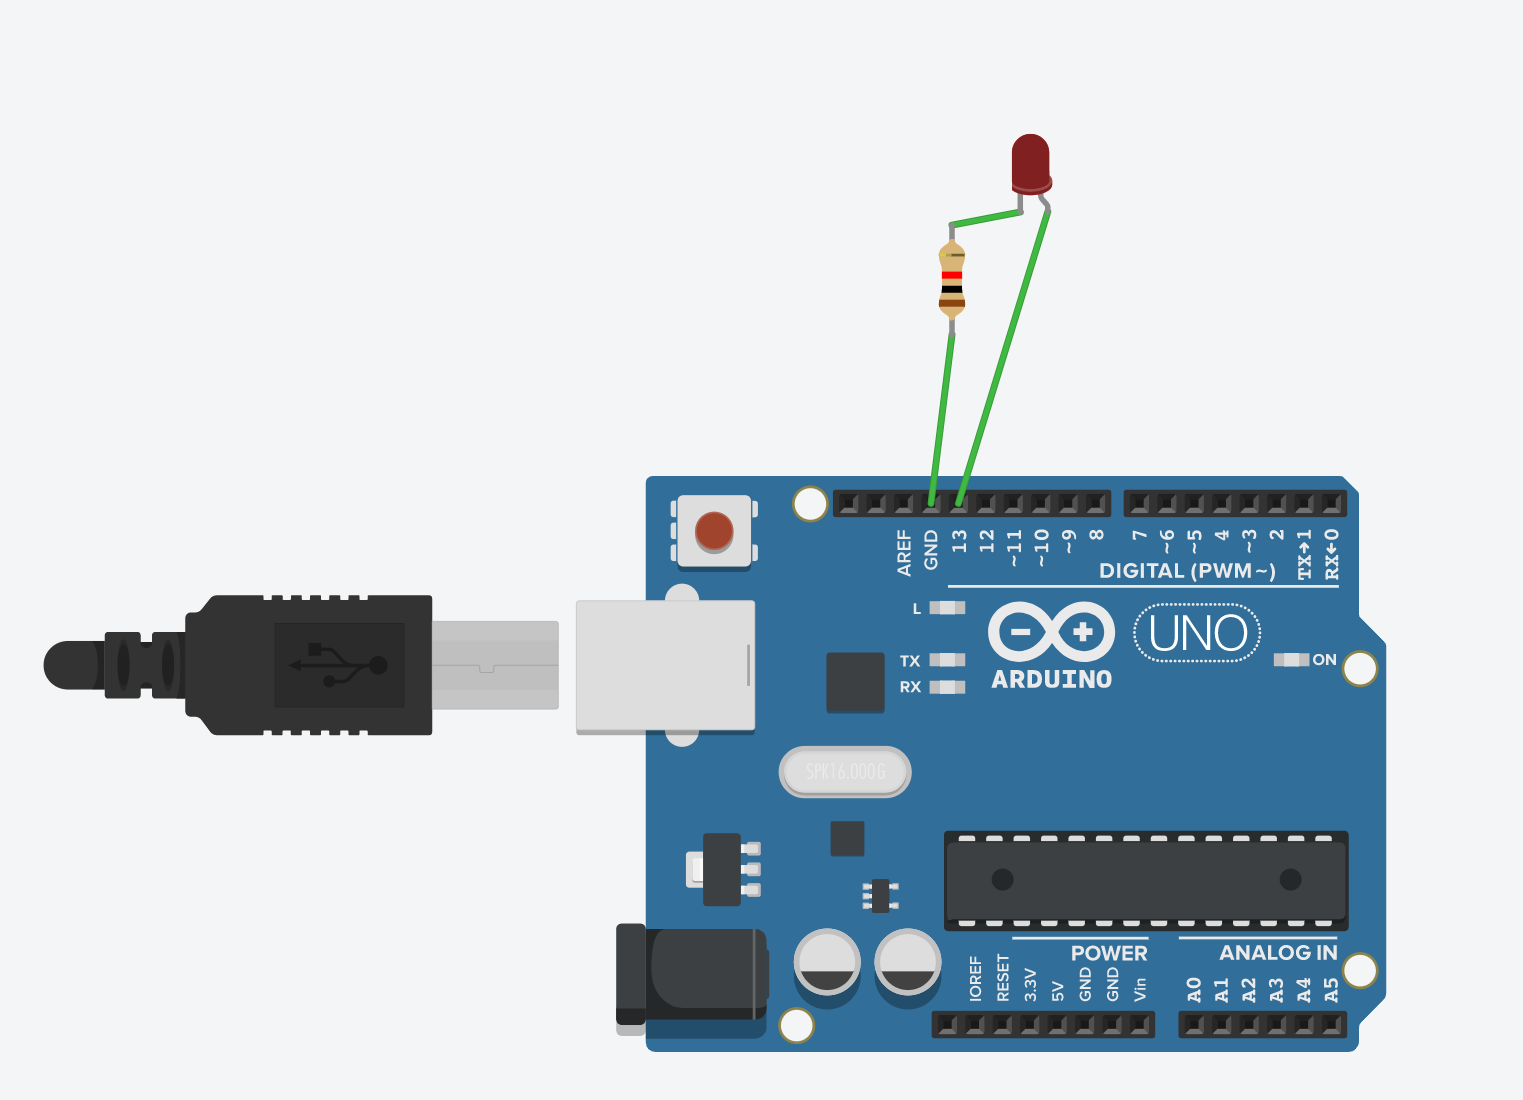 AREF
GND
13
12
~11
~10
~9
8
7
~6
~5
4
~3
2
TX→1
RX←0
DIGITAL (PWM~)
L
TX
RX
ARDUINO
UNO
ON
SPK16.000G
POWER
ANALOG IN
IOREF
RESET
3.3V
5V
GND
GND
Vin
A0
A1
A2
A3
A4
A5